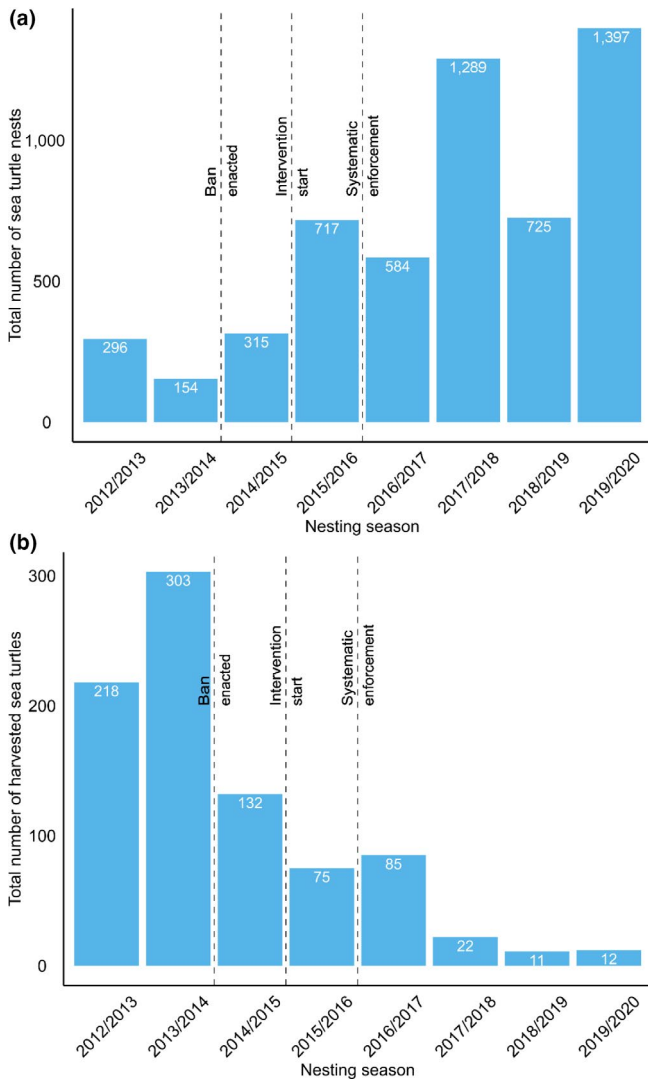 (a)
Total number of sea turtle nests
1,000
500
0
Ban
enacted
Intervention
start
Systematic
enforcement
296
154
315
717
584
1,289
725
1,397
2012/2013
2013/2014
2014/2015
2015/2016
2016/2017
2017/2018
2018/2019
2019/2020
Nesting season
(b)
Total number of harvested sea turtles
300
200
100
0
Ban
enacted
Intervention
start
Systematic
enforcement
218
303
132
75
85
22
11
12
2012/2013
2013/2014
2014/2015
2015/2016
2016/2017
2017/2018
2018/2019
2019/2020
Nesting season